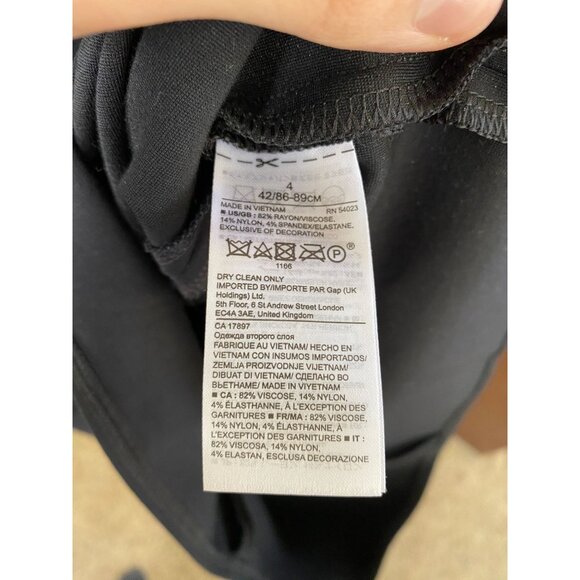 4
42/86-89CM
MADE IN VIETNAM RN 54023
■ US/GB: 82% RAYON/VISCOSE,
14% NYLON, 4% SPANDEX/ELASTANE,
EXCLUSIVE OF DECORATION
P ®
1166
DRY CLEAN ONLY
IMPORTED BY/IMPORTE PAR Gap (UK
Holdings) Ltd.
5th Floor, 6 St Andrew Street London
EC4A 3AE, United Kingdom
CA 17897
Одежда второго слоя
FABRIQUE AU VIETNAM/ HECHO EN
VIETNAM CON INSUMOS IMPORTADOS/
ZEMLJA PROIZVODNJE VIJETNAM/
DIBUAT DI VIETNAM/ СДЕЛАНО ВО
ВЬЕТНАМЕ/ MADE IN VIYETNAM
■ CA : 82% VISCOSE, 14% NYLON,
4% ÉLASTHANNE, À L'EXCEPTION DES
GARNITURES ■ FR/MA : 82% VISCOSE,
14% NYLON, 4% ÉLASTHANNE, À
L'EXCEPTION DES GARNITURES ■ IT :
82% VISCOSA, 14% NYLON,
4% ELASTAN, ESCLUSA DECORAZIONE